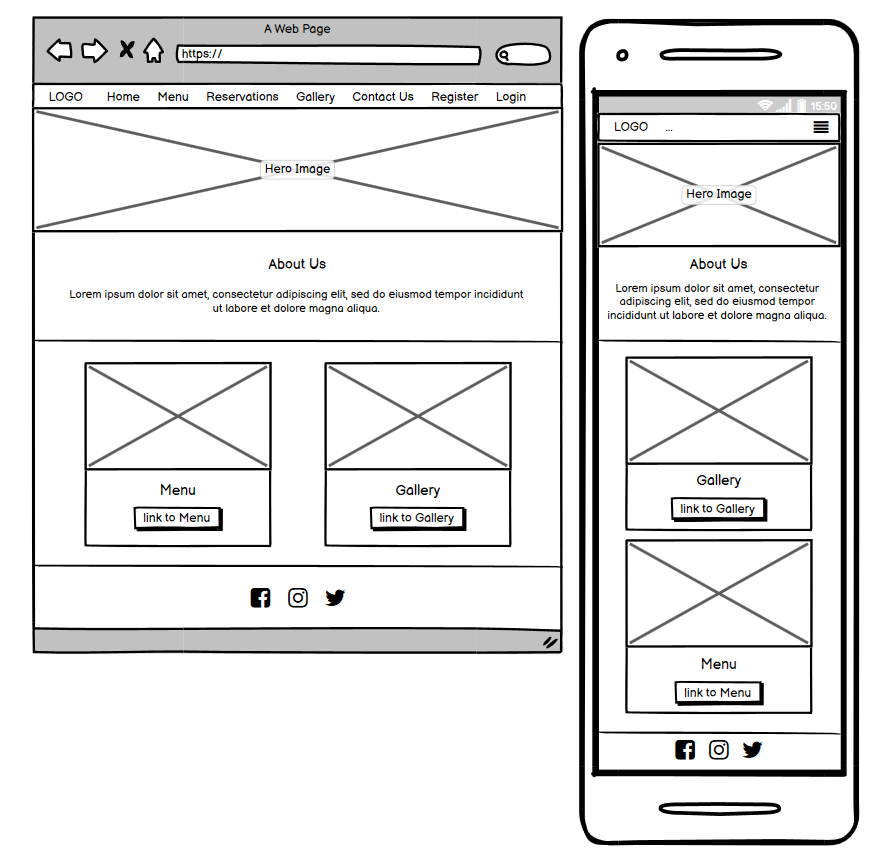 A Web Page
https://
LOGO Home Menu Reservations Gallery Contact Us Register Login
Hero Image
About Us
Lorem ipsum dolor sit amet, consectetur adipiscing elit, sed do eiusmod tempor incididunt
ut labore et dolore magna aliqua.
Menu
link to Menu
Gallery
link to Gallery
15:50
LOGO ...
Hero Image
About Us
Lorem ipsum dolor sit amet, consectetur
adipiscing elit, sed do eiusmod tempor
incididunt ut labore et dolore magna aliqua.
Gallery
link to Gallery
Menu
link to Menu